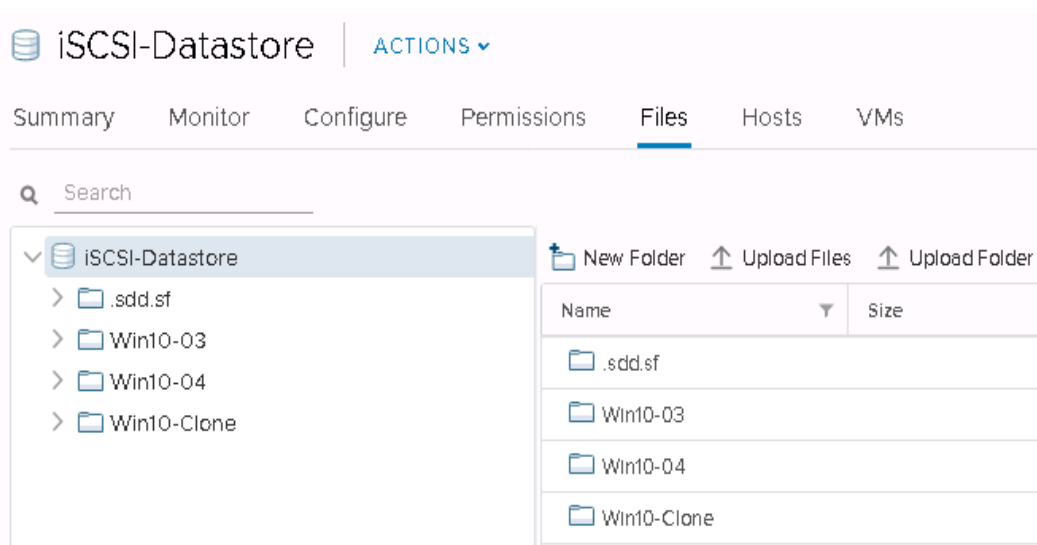 iSCSI-Datastore ACTIONS
Summary Monitor Configure Permissions Files Hosts VMs
Search
iSCSI-Datastore
.sdd.sf
Win10-03
Win10-04
Win10-Clone
New Folder Upload Files Upload Folder
Name Size
.sdd.sf
Win10-03
Win10-04
Win10-Clone